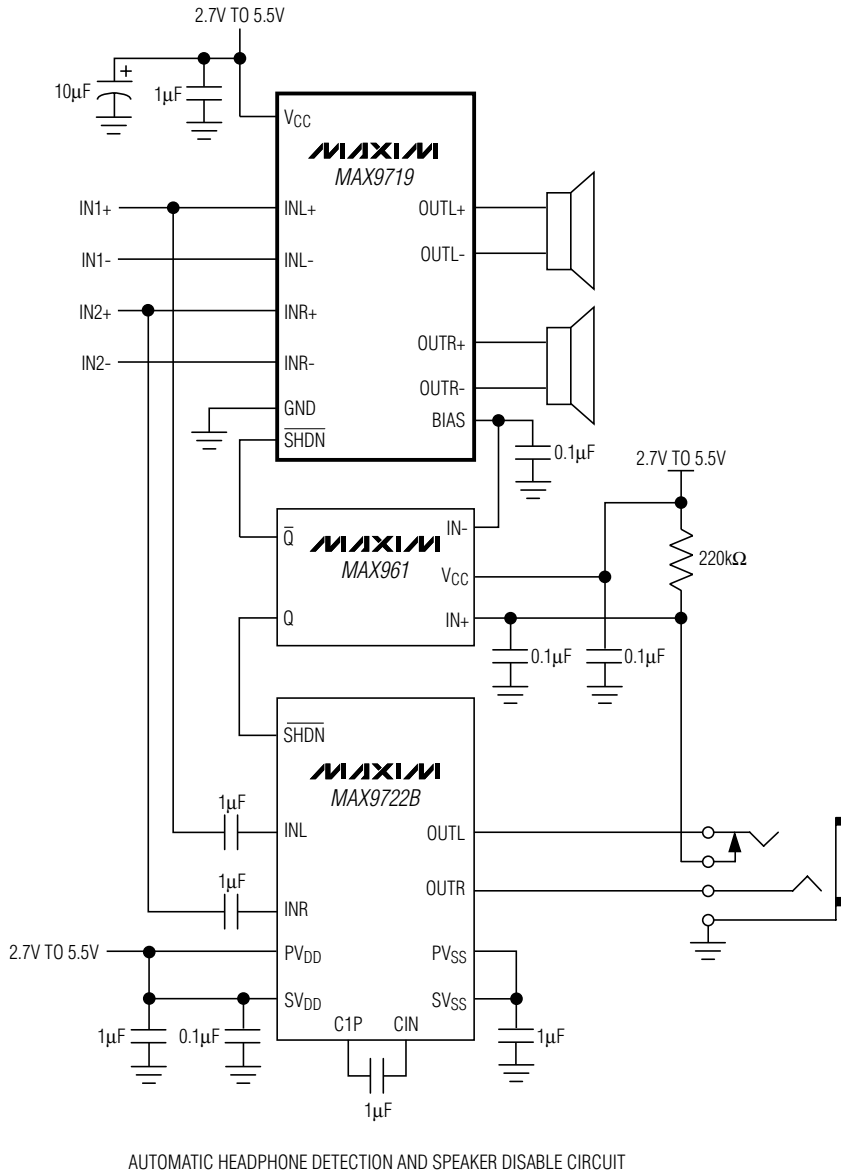 2.7V TO 5.5V
10µF
+
1µF
VCC
MAXIM
MAX9719
IN1+
INL+
OUTL+
IN1-
INL-
OUTL-
IN2+
INR+
OUTR+
IN2-
INR-
OUTR-
GND
BIAS
SHDN
0.1µF
2.7V TO 5.5V
Q
IN-
MAXIM
MAX961
VCC
220kΩ
Q
IN+
0.1µF
0.1µF
SHDN
MAXIM
MAX9722B
1µF
INL
OUTL
1µF
INR
OUTR
2.7V TO 5.5V
PVDD
PVSS
SVDD
SVSS
1µF
0.1µF
C1P
CIN
1µF
1µF
AUTOMATIC HEADPHONE DETECTION AND SPEAKER DISABLE CIRCUIT